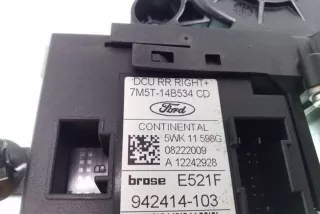 DCU RR RIGHT+
7M5T-14B534 CD
Ford
CONTINENTAL
5WK 11 598G
08222009
A 12242928
brose E521F
942414-103